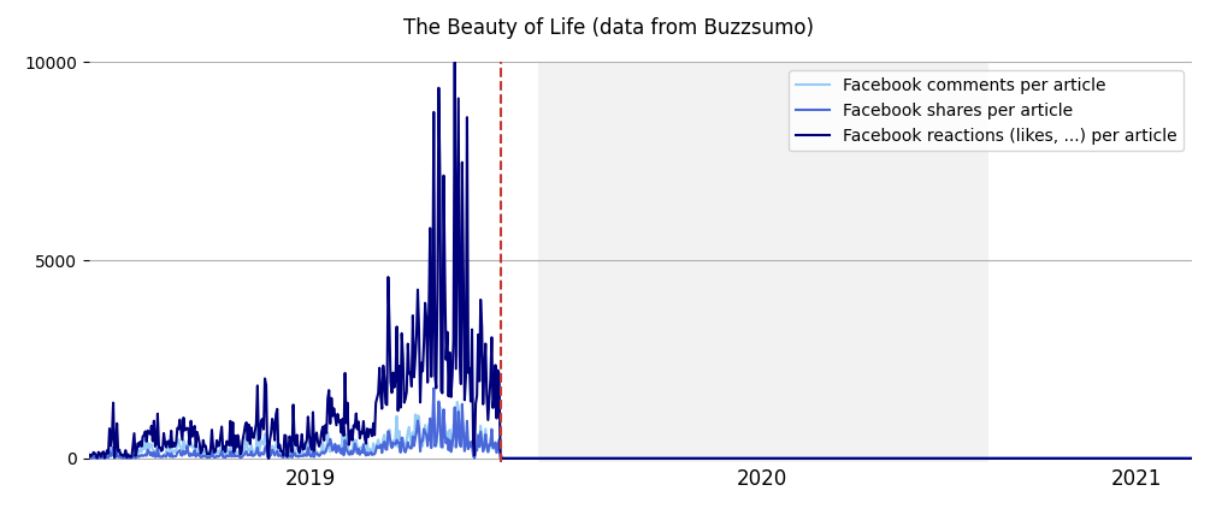 The Beauty of Life (data from Buzzsumo)
10000
Facebook comments per article
Facebook shares per article
Facebook reactions (likes, ...) per article
5000
0
2019
2020
2021